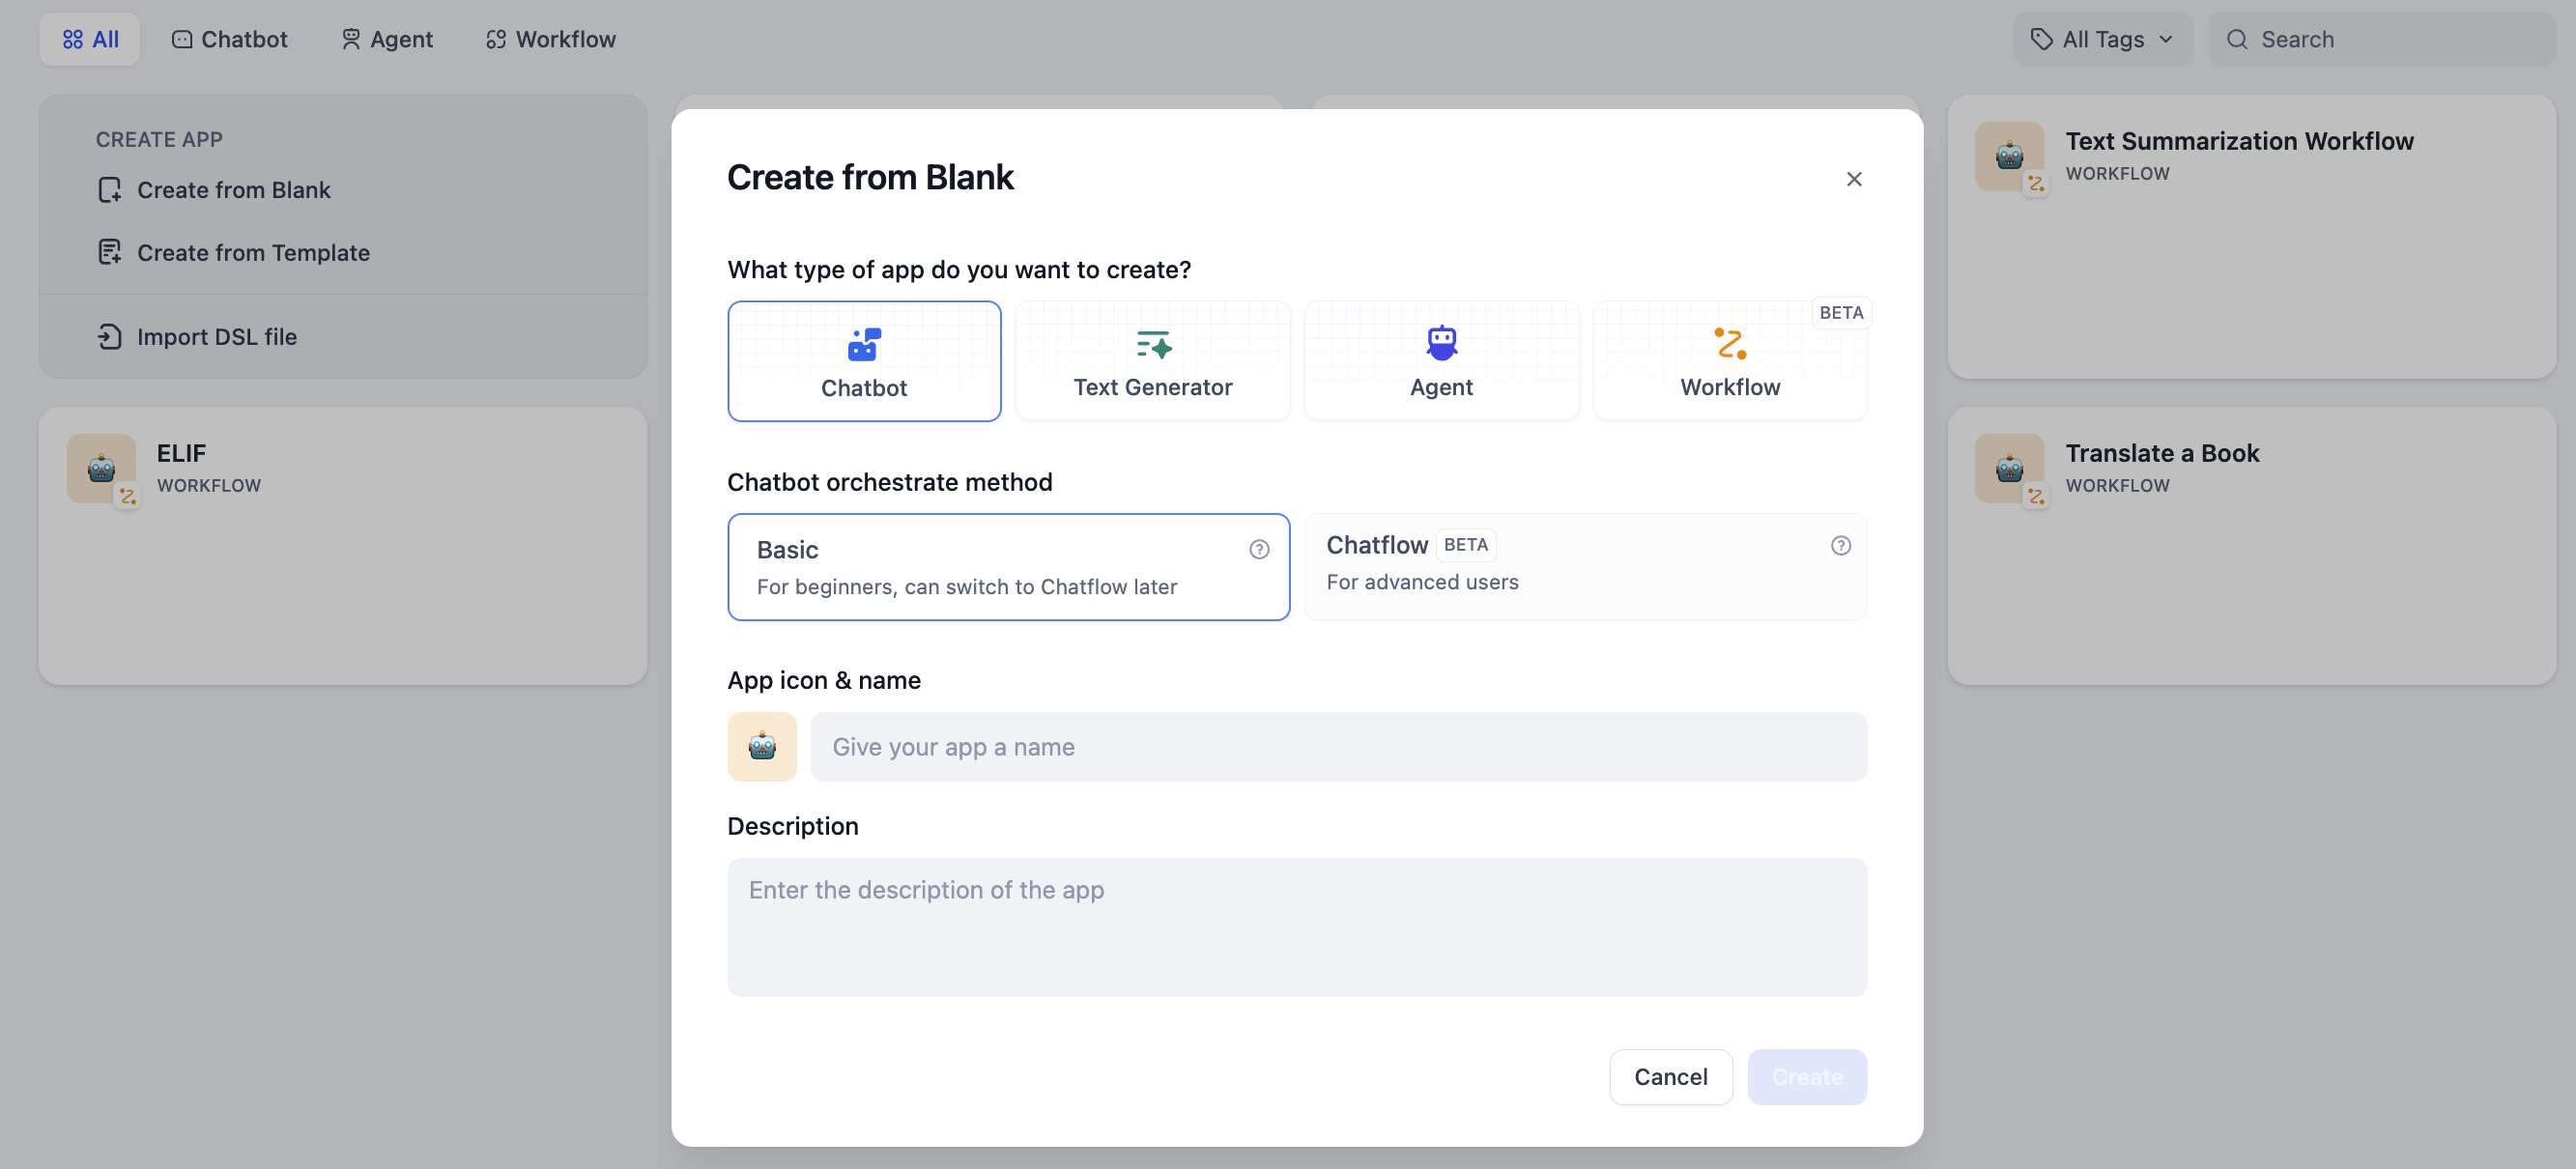 All
Chatbot
Agent
Workflow
All Tags
Search
CREATE APP
Create from Blank
Create from Template
Import DSL file
ELIF
WORKFLOW
Create from Blank
What type of app do you want to create?
Chatbot
Text Generator
Agent
Workflow
BETA
Chatbot orchestrate method
Basic
For beginners, can switch to Chatflow later
Chatflow BETA
For advanced users
App icon & name
Give your app a name
Description
Enter the description of the app
Cancel
Create
Text Summarization Workflow
WORKFLOW
Translate a Book
WORKFLOW